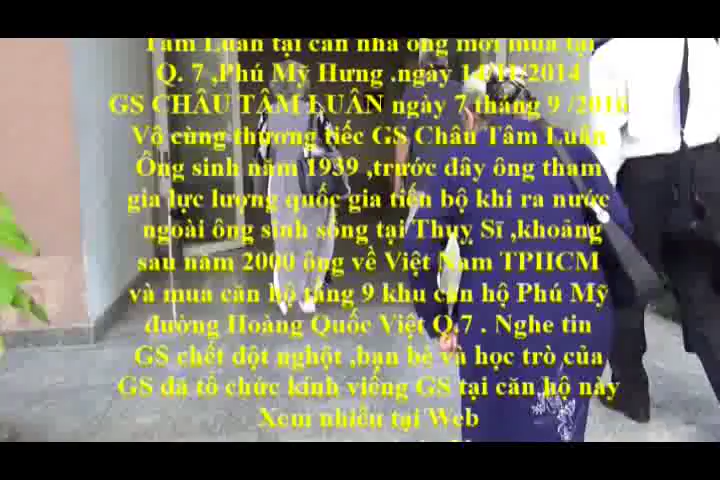 Tâm Luân tại căn nhà ông mới mua tại
Q. 7 ,Phú Mỹ Hưng .ngày 14/11/2014
GS CHÂU TÂM LUÂN ngày 7 tháng 9 /2016
Vô cùng thương tiếc GS Châu Tâm Luân
Ông sinh năm 1939 ,trước đây ông tham
gia lực lượng quốc gia tiến bộ khi ra nước
ngoài ông sinh sống tại Thuỵ Sĩ ,khoảng
sau năm 2000 ông về Việt Nam TPHCM
và mua căn hộ tầng 9 khu căn hộ Phú Mỹ
đường Hoàng Quốc Việt Q.7 . Nghe tin
GS chết đột nghột ,bạn bè và học trò của
GS đã tổ chức kính viếng GS tại căn hộ này
Xem nhiều tại Web